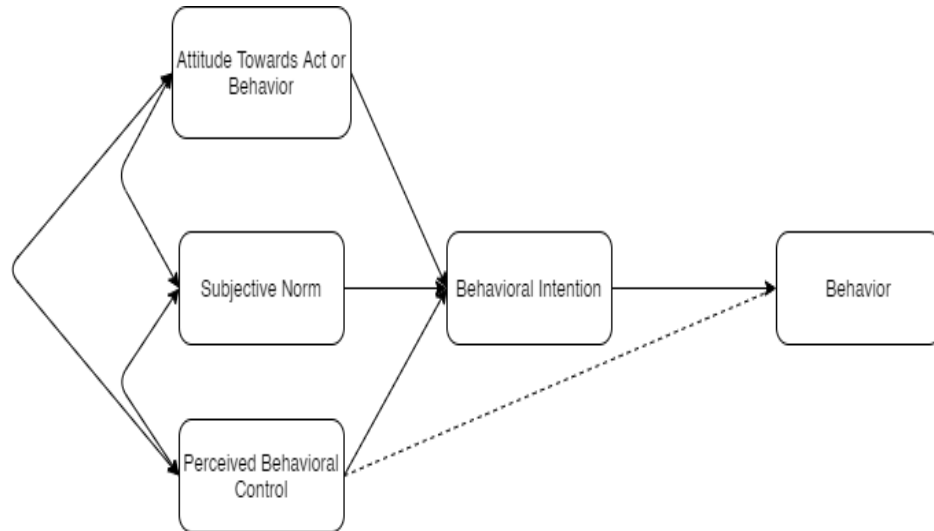 Attitude Towards Act or
Behavior
Subjective Norm
Behavioral Intention
Behavior
Perceived Behavioral
Control